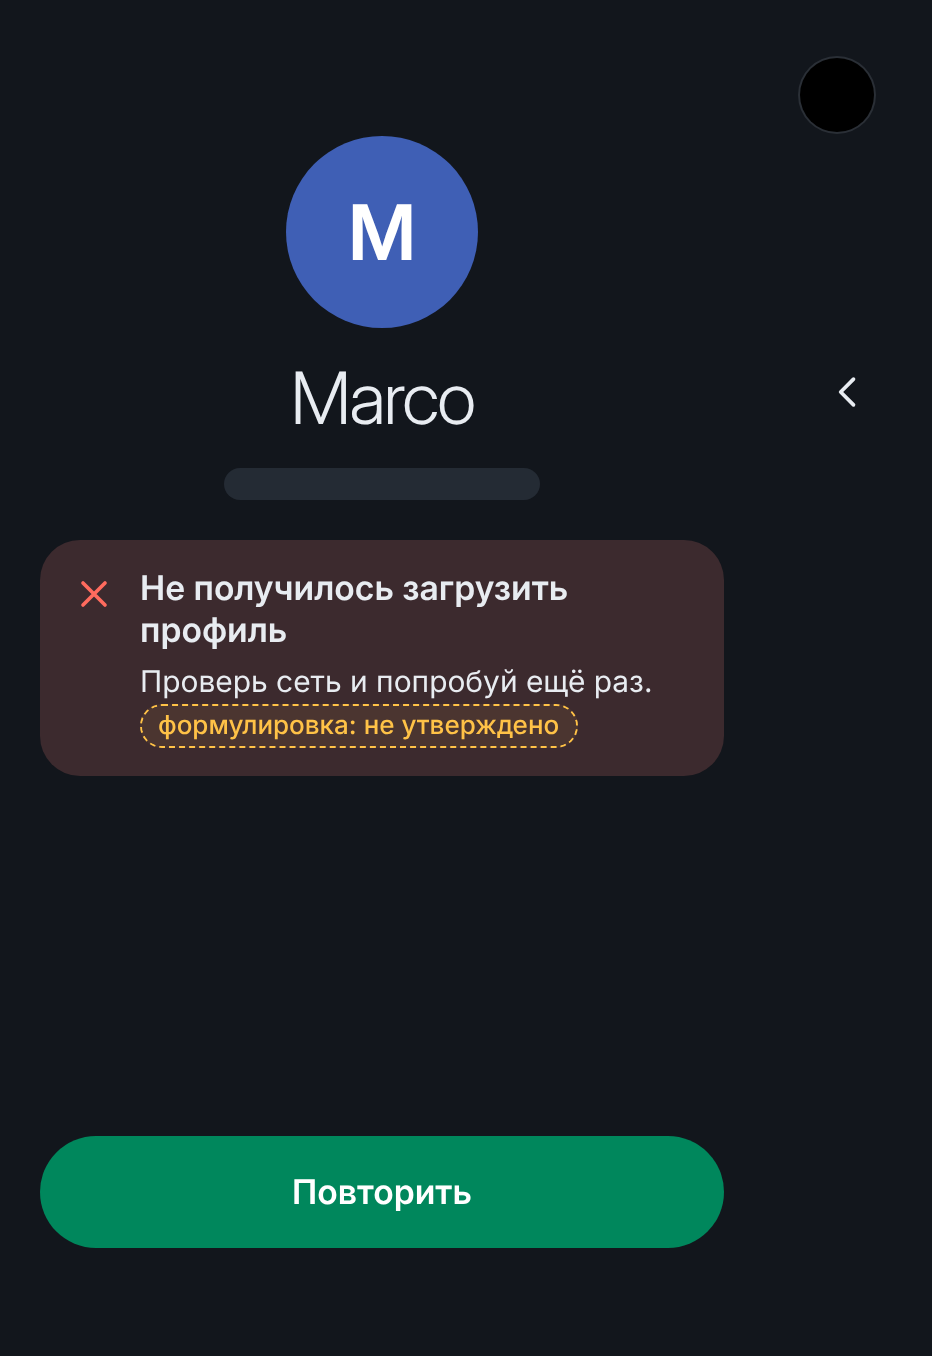 M
Marco
Не получилось загрузить
профиль
Проверь сеть и попробуй ещё раз.
формулировка: не утверждено
Повторить